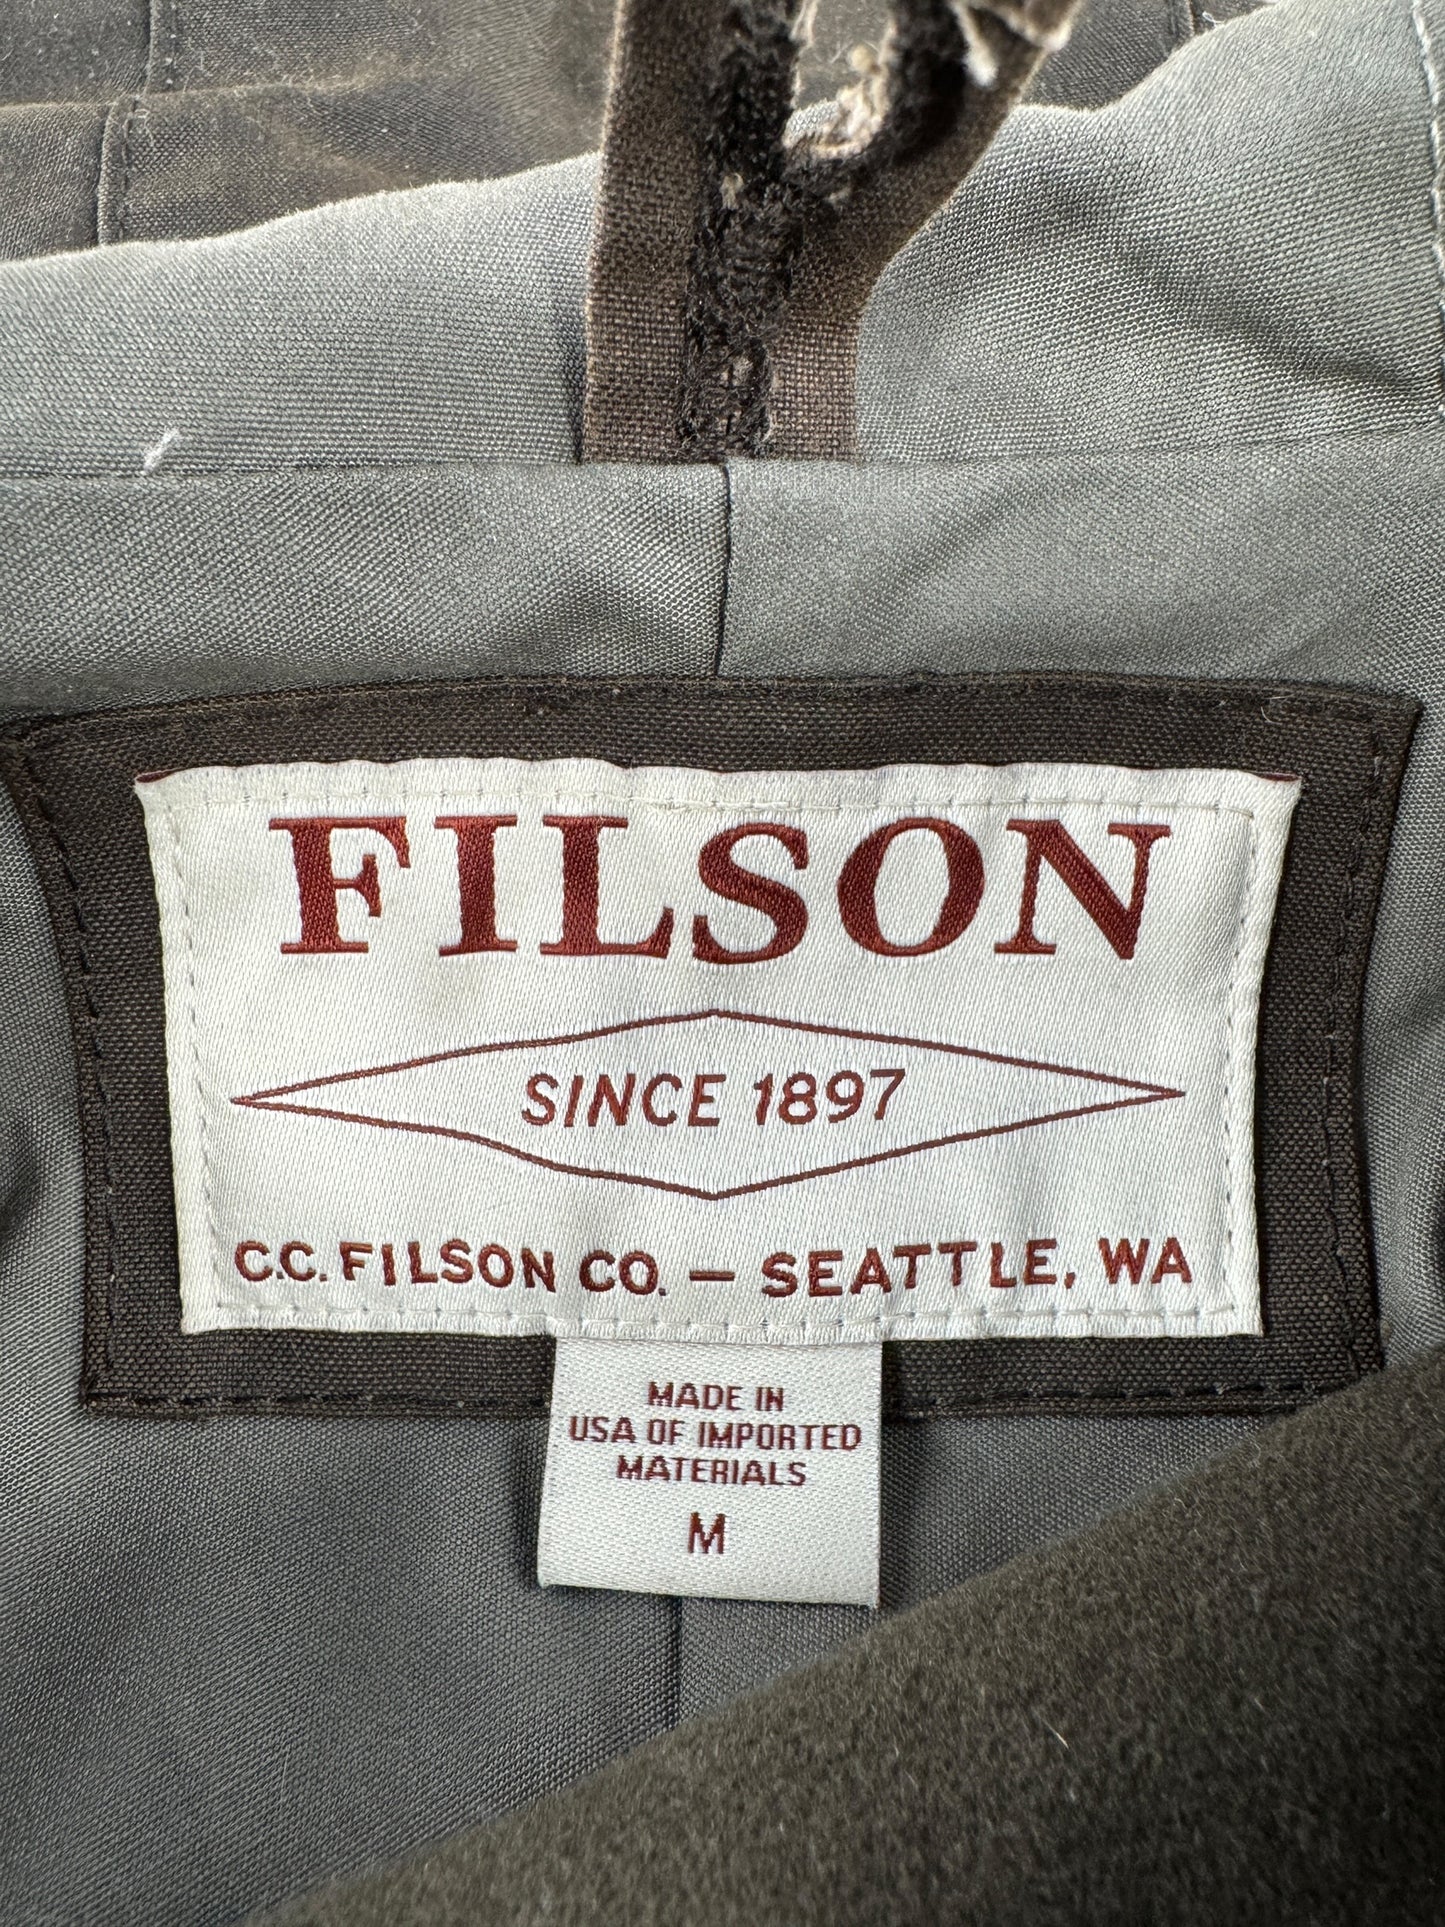 FILSON
SINCE 1897
C.C. FILSON CO. — SEATTLE, WA
MADE IN
USA OF IMPORTED
MATERIALS
M